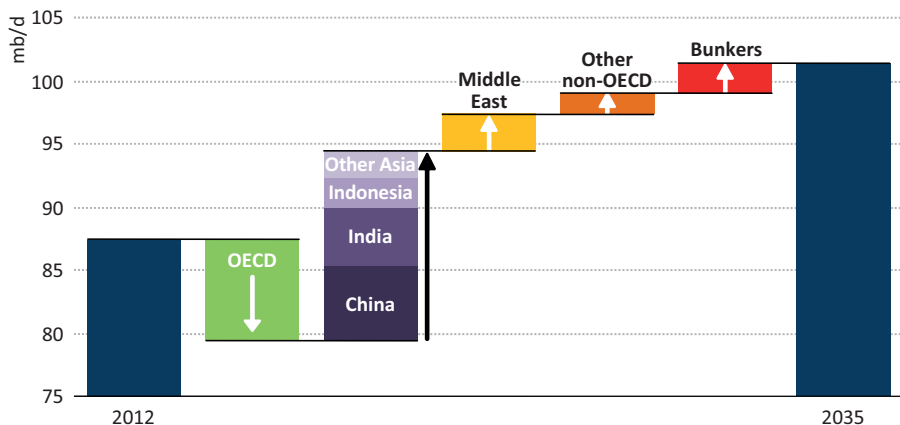 mb/d
105
100
95
90
85
80
75
OECD
Other Asia
Indonesia
India
China
Middle
East
Other
non-OECD
Bunkers
2012
2035